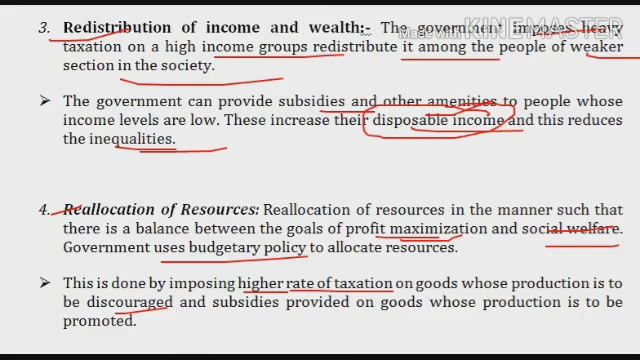 3. Redistribution of income and wealth:- The government imposes heavy
Made with KINEMASTER
taxation on a high income groups redistribute it among the people of weaker
section in the society.
➤ The government can provide subsidies and other amenities to people whose
income levels are low. These increase their disposable income and this reduces
the inequalities.
4. Reallocation of Resources: Reallocation of resources in the manner such that
there is a balance between the goals of profit maximization and social welfare.
Government uses budgetary policy to allocate resources.
➤ This is done by imposing higher rate of taxation on goods whose production is to
be discouraged and subsidies provided on goods whose production is to be
promoted.